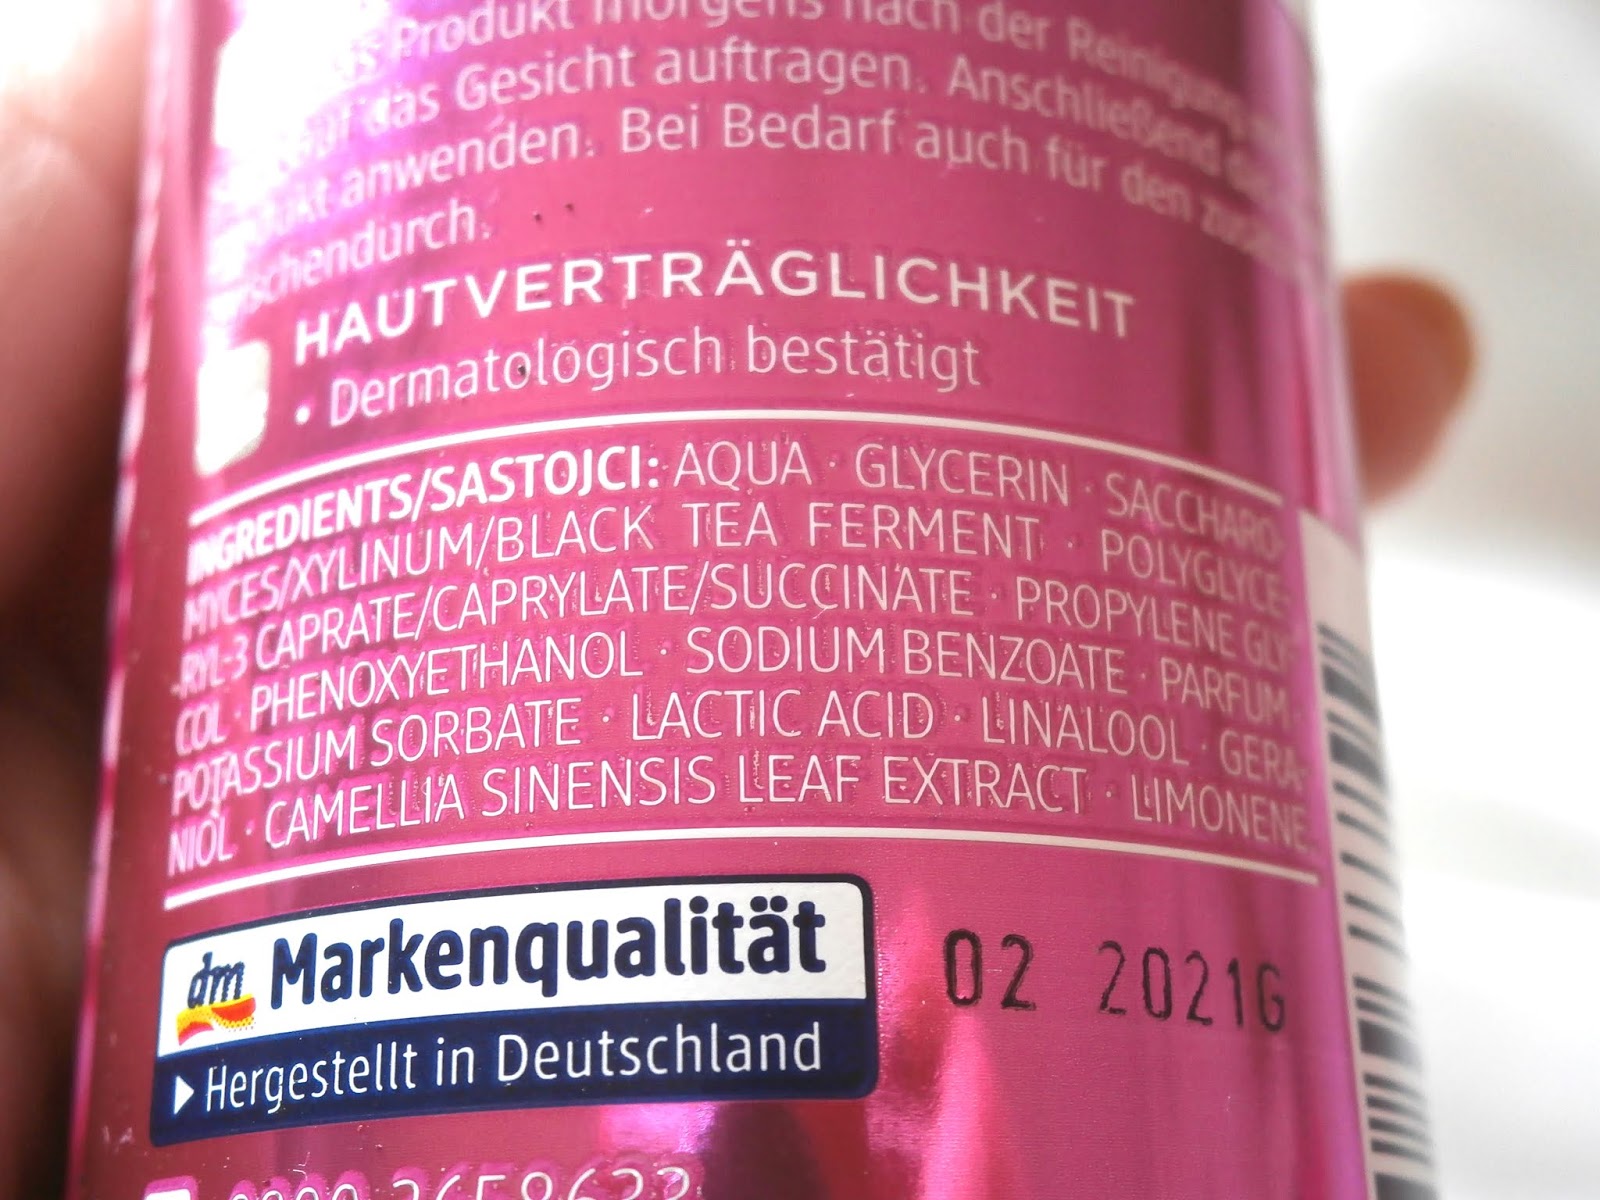 Produkt morgens nach der Reinigung
auf das Gesicht auftragen. Anschließend
anwenden. Bei Bedarf auch für den
HAUTVERTRÄGLICHKEIT
• Dermatologisch bestätigt
INGREDIENTS/SASTOJCI: AQUA · GLYCERIN · SACCHARO-
MYCES/XYLINUM/BLACK TEA FERMENT · POLYGLYCE-
RYL-3 CAPRATE/CAPRYLATE/SUCCINATE · PROPYLENE GLY-
COL · PHENOXYETHANOL · SODIUM BENZOATE · PARFUM ·
POTASSIUM SORBATE · LACTIC ACID · LINALOOL · GERA-
NIOL · CAMELLIA SINENSIS LEAF EXTRACT · LIMONENE.
dm Markenqualität
02 2021G
▶ Hergestellt in Deutschland